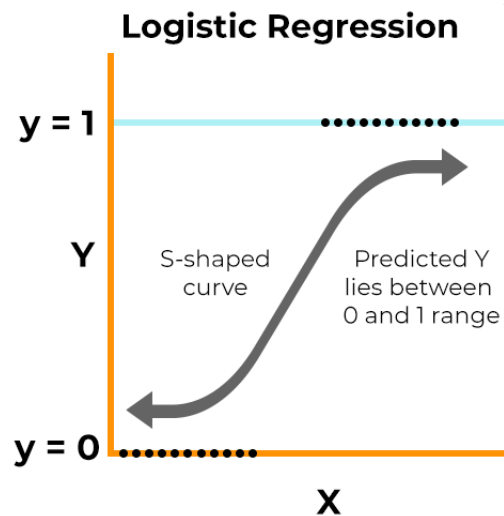 Logistic Regression
y = 1
Y
S-shaped
curve
Predicted Y
lies between
0 and 1 range
y = 0
X